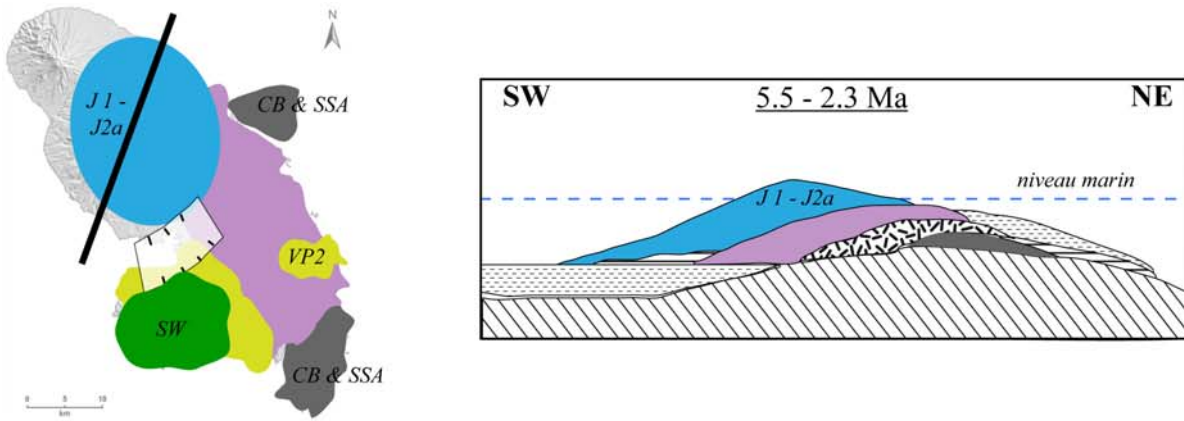 N
J 1 -
J2a
CB & SSA
VP2
SW
CB & SSA
0 5 10
km
SW 5.5 - 2.3 Ma NE
niveau marin
J 1 - J2a